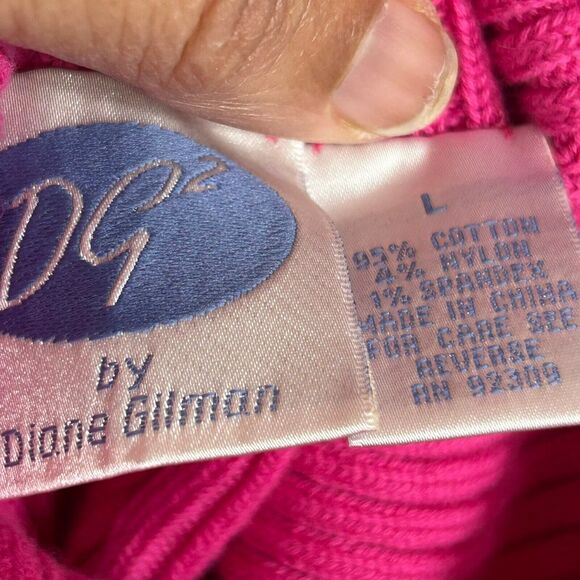 DG2
by
Diane Gilman
L
95% COTTON
4% NYLON
1% SPANDEX
MADE IN CHINA
FOR CARE SEE
REVERSE
RN 92309